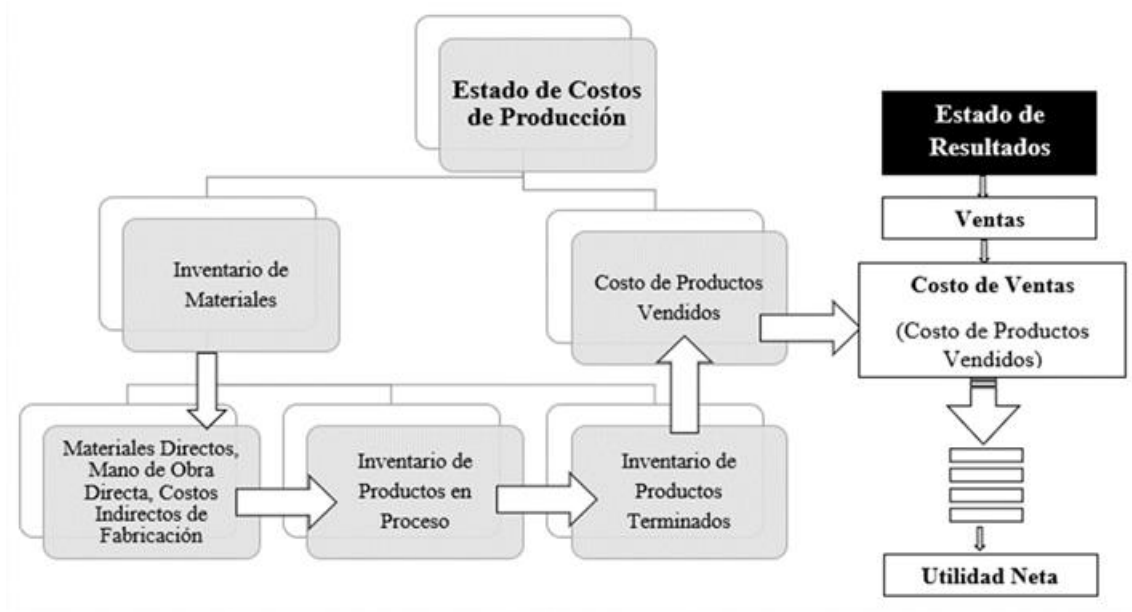 Estado de Costos
de Producción
Inventario de
Materiales
Materiales Directos,
Mano de Obra
Directa, Costos
Indirectos de
Fabricación
Inventario de
Productos en
Proceso
Inventario de
Productos
Terminados
Costo de Productos
Vendidos
Estado de
Resultados
Ventas
Costo de Ventas
(Costo de Productos
Vendidos)
Utilidad Neta